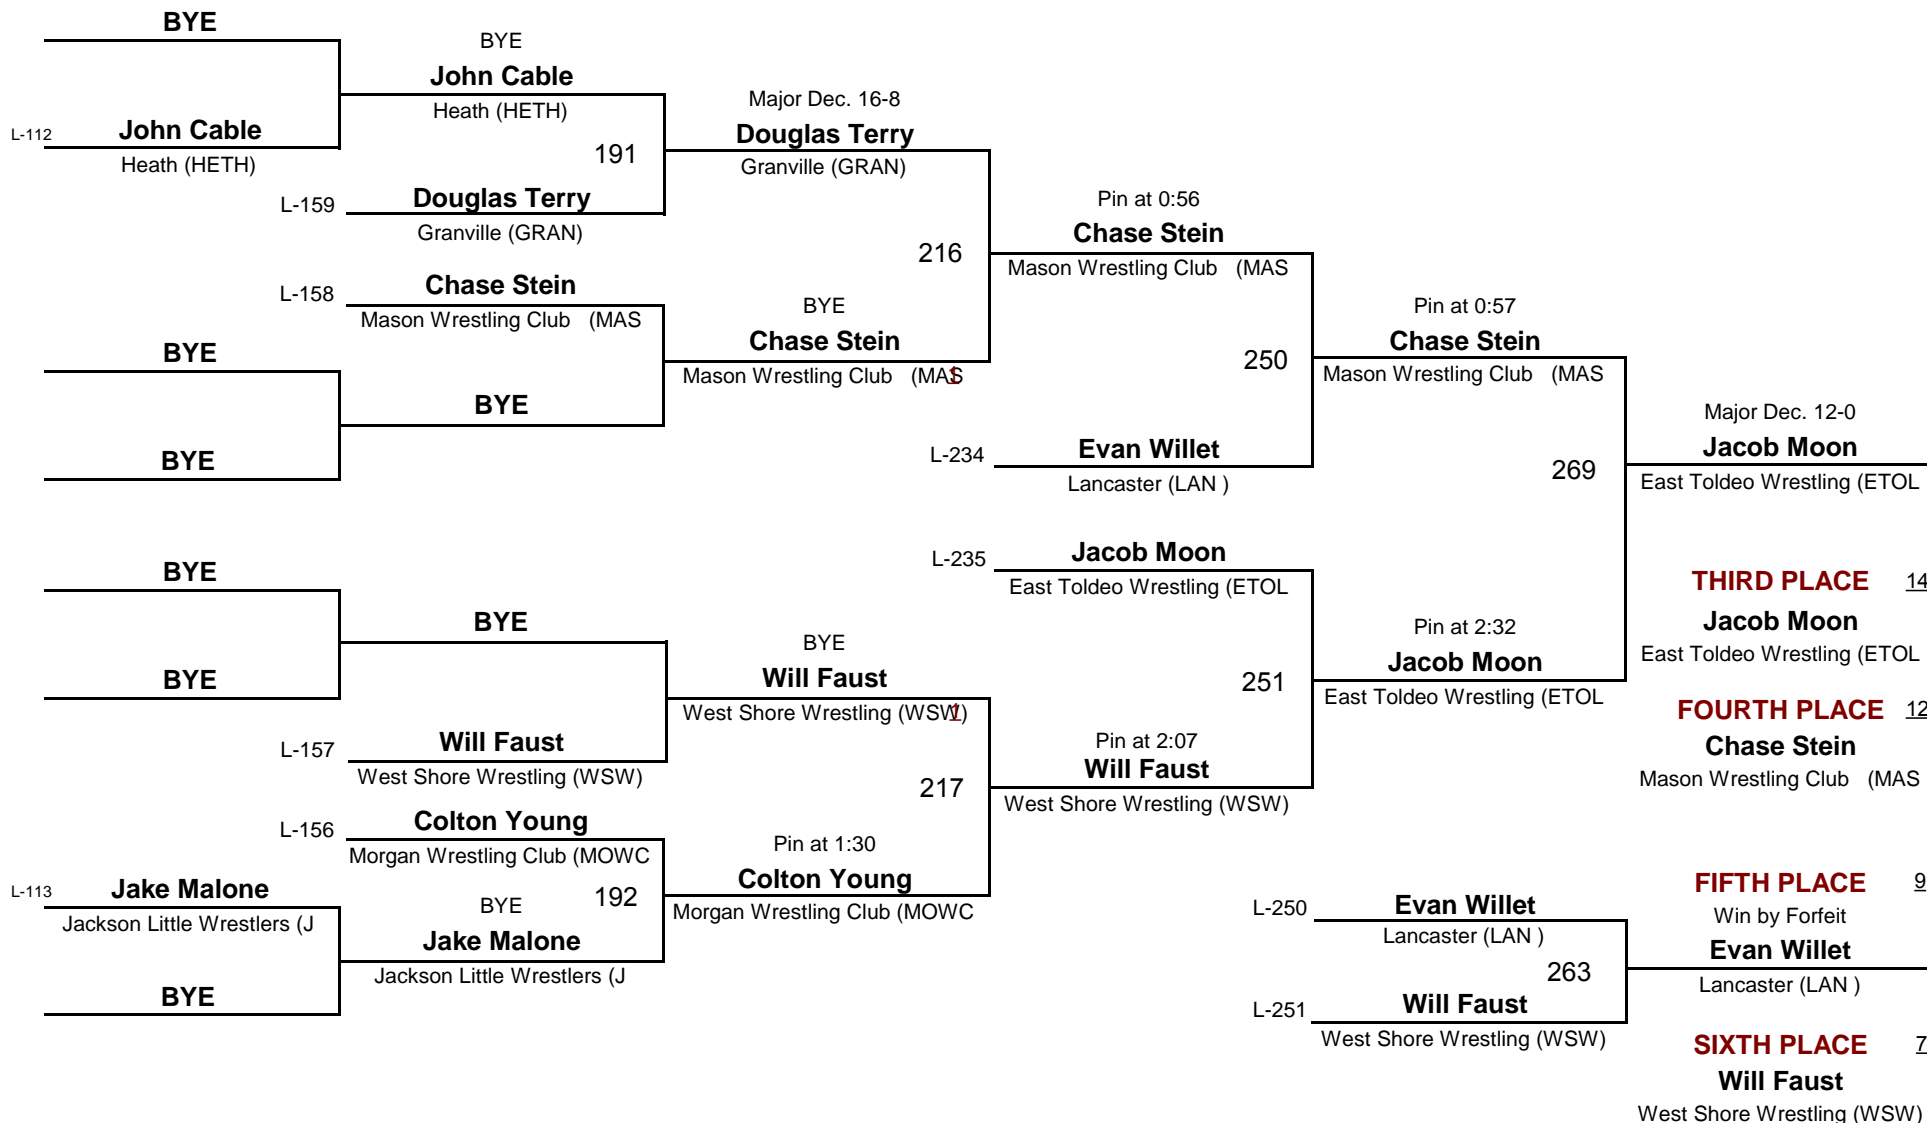 BYE
BYE
John Cable
Heath (HETH)
L-112
John Cable
Heath (HETH)
191
Major Dec. 16-8
Douglas Terry
Granville (GRAN)
L-159
Douglas Terry
Granville (GRAN)
216
Pin at 0:56
Chase Stein
Mason Wrestling Club (MAS
L-158
Chase Stein
Mason Wrestling Club (MAS
BYE
Chase Stein
Mason Wrestling Club (MAS
1
BYE
BYE
BYE
250
Pin at 0:57
Chase Stein
Mason Wrestling Club (MAS
L-234
Evan Willet
Lancaster (LAN )
269
Major Dec. 12-0
Jacob Moon
East Toldeo Wrestling (ETOL
L-235
Jacob Moon
East Toldeo Wrestling (ETOL
BYE
BYE
BYE
BYE
Will Faust
West Shore Wrestling (WSW)
1
251
Pin at 2:32
Jacob Moon
East Toldeo Wrestling (ETOL
THIRD PLACE 14
Jacob Moon
East Toldeo Wrestling (ETOL
FOURTH PLACE 12
Chase Stein
Mason Wrestling Club (MAS
L-157
Will Faust
West Shore Wrestling (WSW)
217
Pin at 2:07
Will Faust
West Shore Wrestling (WSW)
L-156
Colton Young
Morgan Wrestling Club (MOWC
192
Pin at 1:30
Colton Young
Morgan Wrestling Club (MOWC
L-113
Jake Malone
Jackson Little Wrestlers (J
BYE
Jake Malone
Jackson Little Wrestlers (J
BYE
L-250
Evan Willet
Lancaster (LAN )
263
L-251
Will Faust
West Shore Wrestling (WSW)
FIFTH PLACE 9
Win by Forfeit
Evan Willet
Lancaster (LAN )
SIXTH PLACE 7
Will Faust
West Shore Wrestling (WSW)